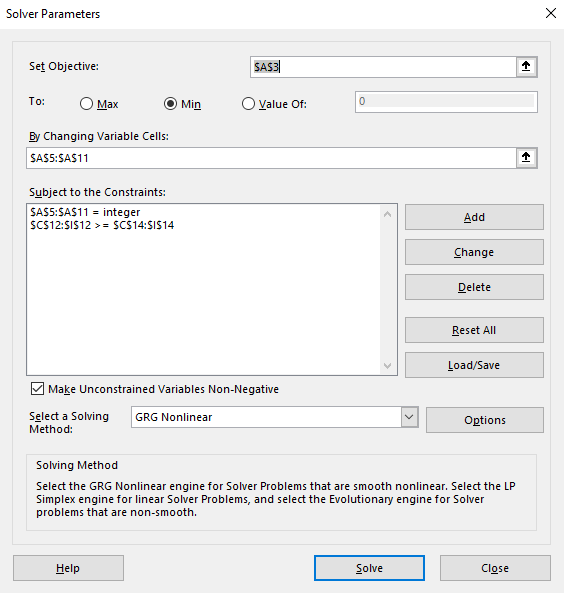 Solver Parameters
Set Objective: $A$3
To: Max Min Value Of: 0
By Changing Variable Cells:
$A$5:$A$11
Subject to the Constraints:
$A$5:$A$11 = integer
$C$12:$I$12 >= $C$14:$I$14
Add
Change
Delete
Reset All
Load/Save
Make Unconstrained Variables Non-Negative
Select a Solving
Method:
GRG Nonlinear
Options
Solving Method
Select the GRG Nonlinear engine for Solver Problems that are smooth nonlinear. Select the LP
Simplex engine for linear Solver Problems, and select the Evolutionary engine for Solver
problems that are non-smooth.
Help Solve Close